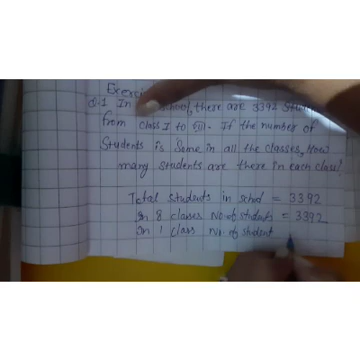 Exerci
Q.1 In school, there are 3392 Stud
from class I to VIII. If the number of
Students is Same in all the classes, How
many students are there in each class?
Total students in school = 3392
In 8 classes No. of students = 3392
In 1 class No. of student